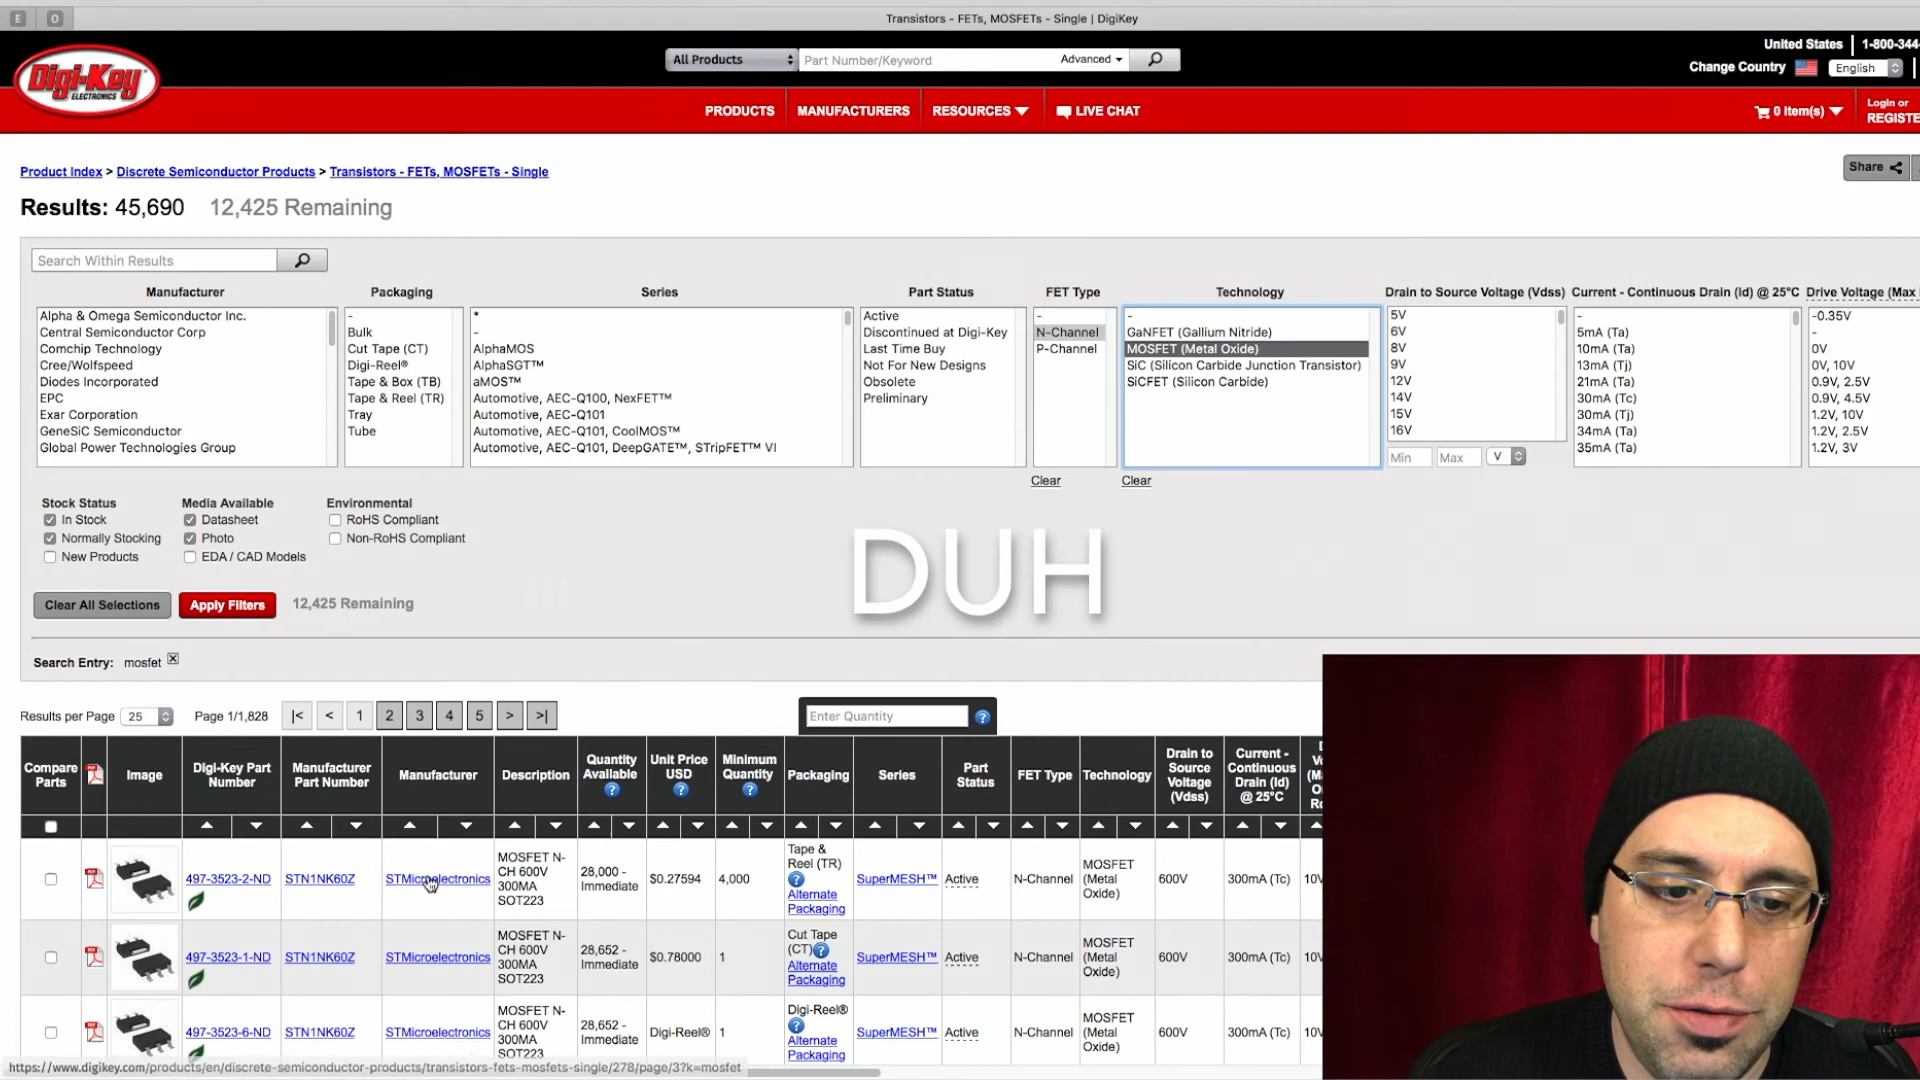 E O
Transistors - FETs, MOSFETs - Single | DigiKey
United States 1-800-344
Digi-Key
ELECTRONICS
All Products Part Number/Keyword Advanced
Change Country English
PRODUCTS MANUFACTURERS RESOURCES LIVE CHAT
0 item(s)
Login or
REGISTE
Product Index > Discrete Semiconductor Products > Transistors - FETs, MOSFETs - Single
Share
Results: 45,690 12,425 Remaining
Search Within Results
Manufacturer
Alpha & Omega Semiconductor Inc.
Central Semiconductor Corp
Comchip Technology
Cree/Wolfspeed
Diodes Incorporated
EPC
Exar Corporation
GeneSiC Semiconductor
Global Power Technologies Group
Packaging
-
Bulk
Cut Tape (CT)
Digi-Reel®
Tape & Box (TB)
Tape & Reel (TR)
Tray
Tube
Series
*
-
AlphaMOS
AlphaSGT™
aMOS™
Automotive, AEC-Q100, NexFET™
Automotive, AEC-Q101
Automotive, AEC-Q101, CoolMOS™
Automotive, AEC-Q101, DeepGATE™, STripFET™ VI
Part Status
Active
Discontinued at Digi-Key
Last Time Buy
Not For New Designs
Obsolete
Preliminary
FET Type
-
N-Channel
P-Channel
Clear
Technology
-
GaNFET (Gallium Nitride)
MOSFET (Metal Oxide)
SiC (Silicon Carbide Junction Transistor)
SiCFET (Silicon Carbide)
Clear
Drain to Source Voltage (Vdss)
5V
6V
8V
9V
12V
14V
15V
16V
Min Max V
Current - Continuous Drain (Id) @ 25°C
-
5mA (Ta)
10mA (Ta)
13mA (Tj)
21mA (Ta)
30mA (Tc)
30mA (Tj)
34mA (Ta)
35mA (Ta)
Drive Voltage (Max
-0.35V
-
0V
0V, 10V
0.9V, 2.5V
0.9V, 4.5V
1.2V, 10V
1.2V, 2.5V
1.2V, 3V
Stock Status
In Stock
Normally Stocking
New Products
Media Available
Datasheet
Photo
EDA / CAD Models
Environmental
RoHS Compliant
Non-RoHS Compliant
DUH
Clear All Selections Apply Filters 12,425 Remaining
Search Entry: mosfet
Results per Page 25 Page 1/1,828 |< < 1 2 3 4 5 > >| Enter Quantity ?
Compare Parts
Image
Digi-Key Part Number
Manufacturer Part Number
Manufacturer
Description
Quantity Available ?
Unit Price USD ?
Minimum Quantity ?
Packaging
Series
Part Status
FET Type
Technology
Drain to Source Voltage (Vdss)
Current - Continuous Drain (Id) @ 25°C
497-3523-2-ND STN1NK60Z STMicroelectronics MOSFET N-CH 600V 300MA SOT223 28,000 - Immediate $0.27594 4,000 Tape & Reel (TR) ? Alternate Packaging SuperMESH™ Active N-Channel MOSFET (Metal Oxide) 600V 300mA (Tc) 10V
497-3523-1-ND STN1NK60Z STMicroelectronics MOSFET N-CH 600V 300MA SOT223 28,652 - Immediate $0.78000 1 Cut Tape (CT) ? Alternate Packaging SuperMESH™ Active N-Channel MOSFET (Metal Oxide) 600V 300mA (Tc) 10V
497-3523-6-ND STN1NK60Z STMicroelectronics MOSFET N-CH 600V 300MA SOT223 28,652 - Immediate Digi-Reel® 1 Digi-Reel® ? Alternate Packaging SuperMESH™ Active N-Channel MOSFET (Metal Oxide) 600V 300mA (Tc) 10V
https://www.digikey.com/products/en/discrete-semiconductor-products/transistors-fets-mosfets-single/278/page/3?k=mosfet